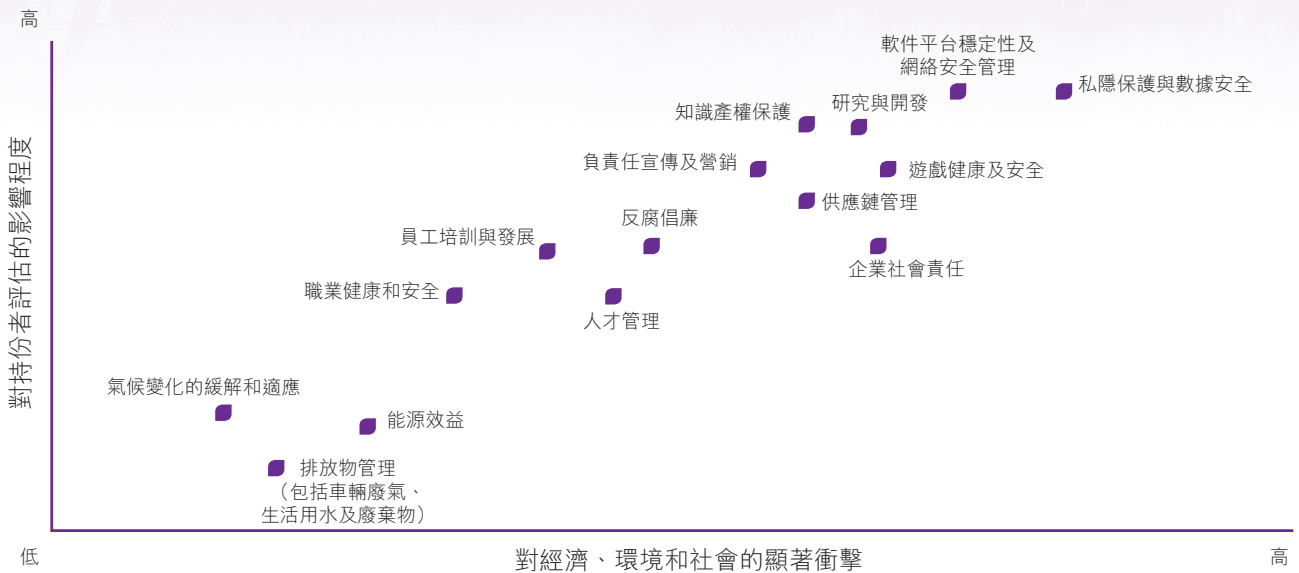 高
軟件平台穩定性及
網絡安全管理
私隱保護與數據安全
知識產權保護
研究與開發
負責任宣傳及營銷
遊戲健康及安全
供應鏈管理
反腐倡廉
員工培訓與發展
企業社會責任
職業健康和安全
人才管理
對持份者評估的影響程度
氣候變化的緩解和適應
能源效益
排放物管理
（包括車輛廢氣、
生活用水及廢棄物）
低
對經濟、環境和社會的顯著衝擊
高